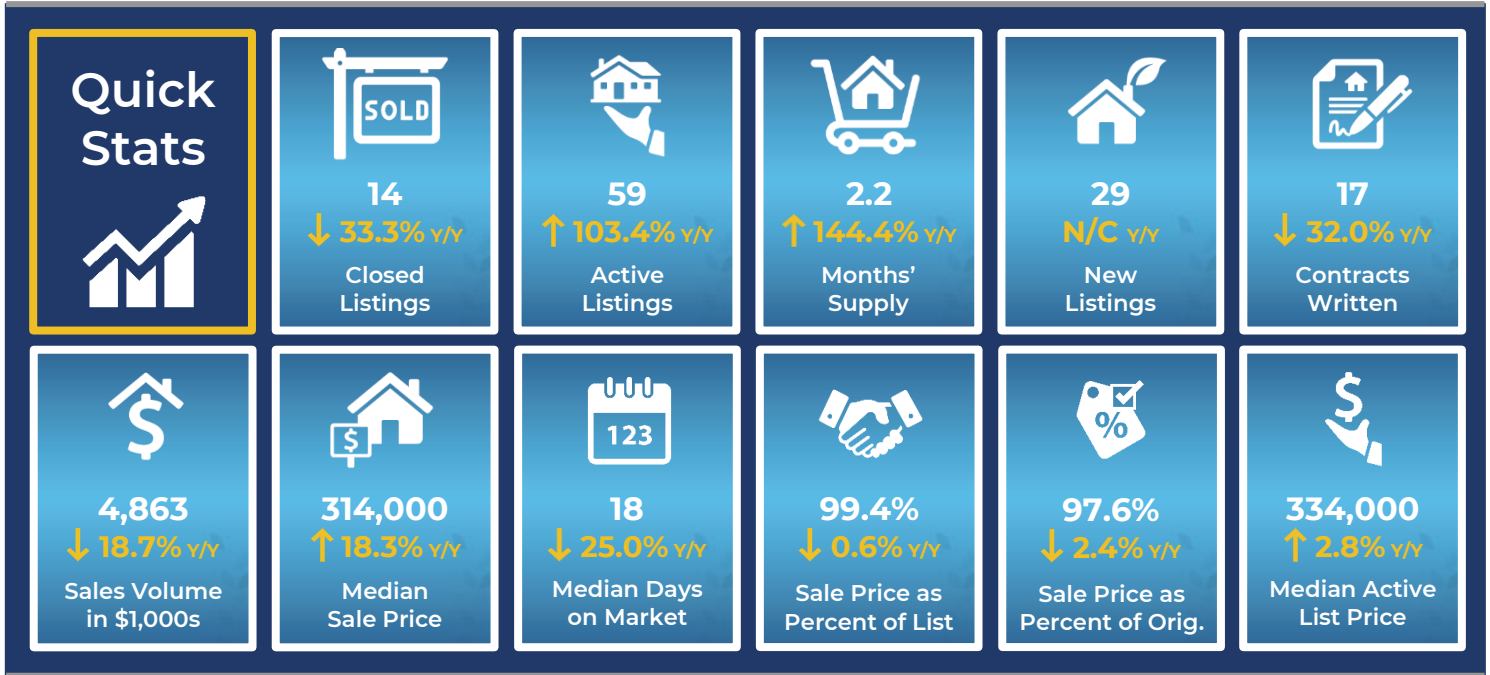 Quick
Stats
SOLD
14
↓ 33.3% Y/Y
Closed
Listings
59
↑ 103.4% Y/Y
Active
Listings
2.2
↑ 144.4% Y/Y
Months’
Supply
29
N/C Y/Y
New
Listings
17
↓ 32.0% Y/Y
Contracts
Written
$
4,863
↓ 18.7% Y/Y
Sales Volume
in $1,000s
$
314,000
↑ 18.3% Y/Y
Median
Sale Price
123
18
↓ 25.0% Y/Y
Median Days
on Market
99.4%
↓ 0.6% Y/Y
Sale Price as
Percent of List
%
97.6%
↓ 2.4% Y/Y
Sale Price as
Percent of Orig.
$
334,000
↑ 2.8% Y/Y
Median Active
List Price